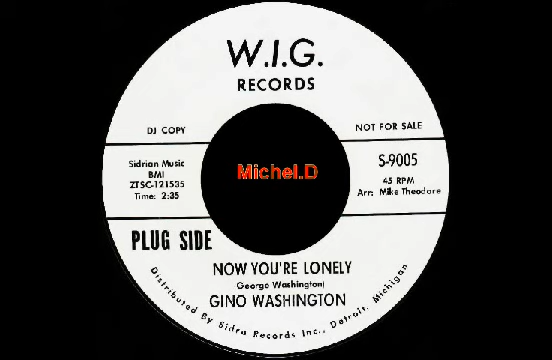 W.I.G.
RECORDS
DJ COPY
NOT FOR SALE
Sidrian Music
BMI
ZTSC-121535
Time: 2:35
Michel.D
S-9005
45 RPM
Arr: Mike Theodore
PLUG SIDE
NOW YOU'RE LONELY
George Washington)
GINO WASHINGTON
Distributed By Sidra Records Inc., Detroit, Michigan